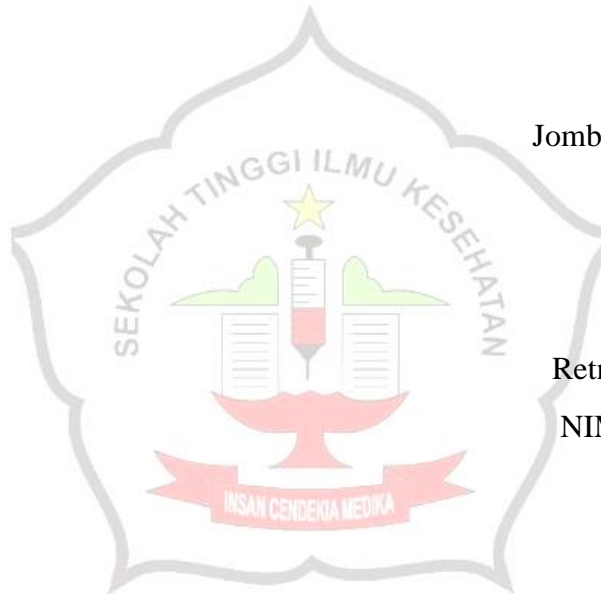 Jomb
SEKOLAH TINGGI ILMU KESEHATAN
Retr
NIM
INSAN CENDEKIA MEDIKA